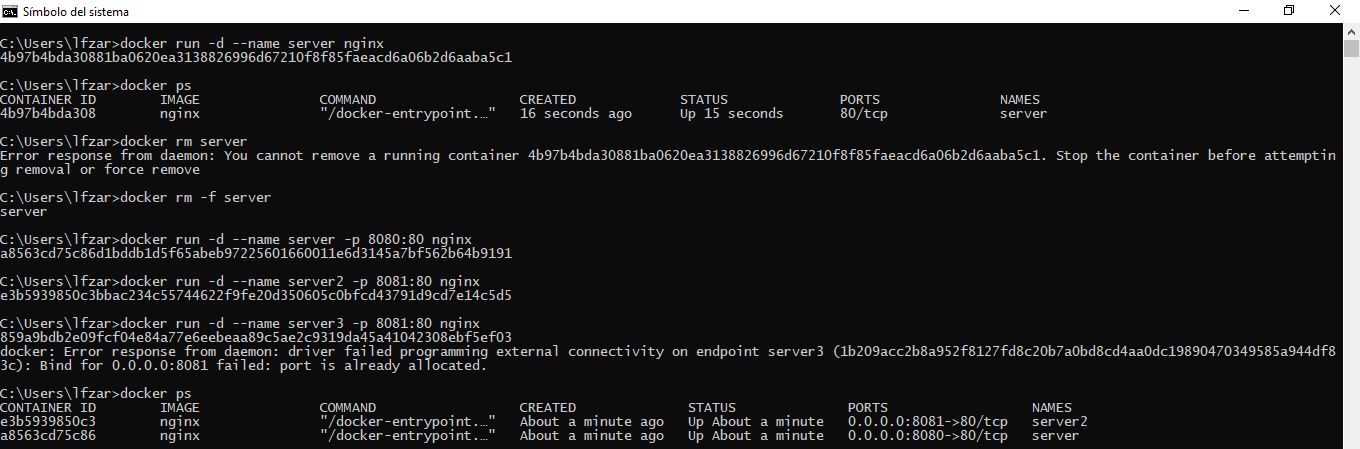 Símbolo del sistema
C:\Users\lfzar>docker run -d --name server nginx
4b97b4bda30881ba0620ea3138826996d67210f8f85faeacd6a06b2d6aaba5c1
C:\Users\lfzar>docker ps
CONTAINER ID IMAGE COMMAND CREATED STATUS PORTS NAMES
4b97b4bda308 nginx "/docker-entrypoint.…" 16 seconds ago Up 15 seconds 80/tcp server
C:\Users\lfzar>docker rm server
Error response from daemon: You cannot remove a running container 4b97b4bda30881ba0620ea3138826996d67210f8f85faeacd6a06b2d6aaba5c1. Stop the container before attemptin
g removal or force remove
C:\Users\lfzar>docker rm -f server
server
C:\Users\lfzar>docker run -d --name server -p 8080:80 nginx
a8563cd75c86d1bddb1d5f65abeb97225601660011e6d3145a7bf562b64b9191
C:\Users\lfzar>docker run -d --name server2 -p 8081:80 nginx
e3b5939850c3bbac234c55744622f9fe20d350605c0bfcd43791d9cd7e14c5d5
C:\Users\lfzar>docker run -d --name server3 -p 8081:80 nginx
859a9bdb2e09fcf04e84a77e6eebeaa89c5ae2c9319da45a41042308ebf5ef03
docker: Error response from daemon: driver failed programming external connectivity on endpoint server3 (1b209acc2b8a952f8127fd8c20b7a0bd8cd4aa0dc19890470349585a944df8
3c): Bind for 0.0.0.0:8081 failed: port is already allocated.
C:\Users\lfzar>docker ps
CONTAINER ID IMAGE COMMAND CREATED STATUS PORTS NAMES
e3b5939850c3 nginx "/docker-entrypoint.…" About a minute ago Up About a minute 0.0.0.0:8081->80/tcp server2
a8563cd75c86 nginx "/docker-entrypoint.…" About a minute ago Up About a minute 0.0.0.0:8080->80/tcp server